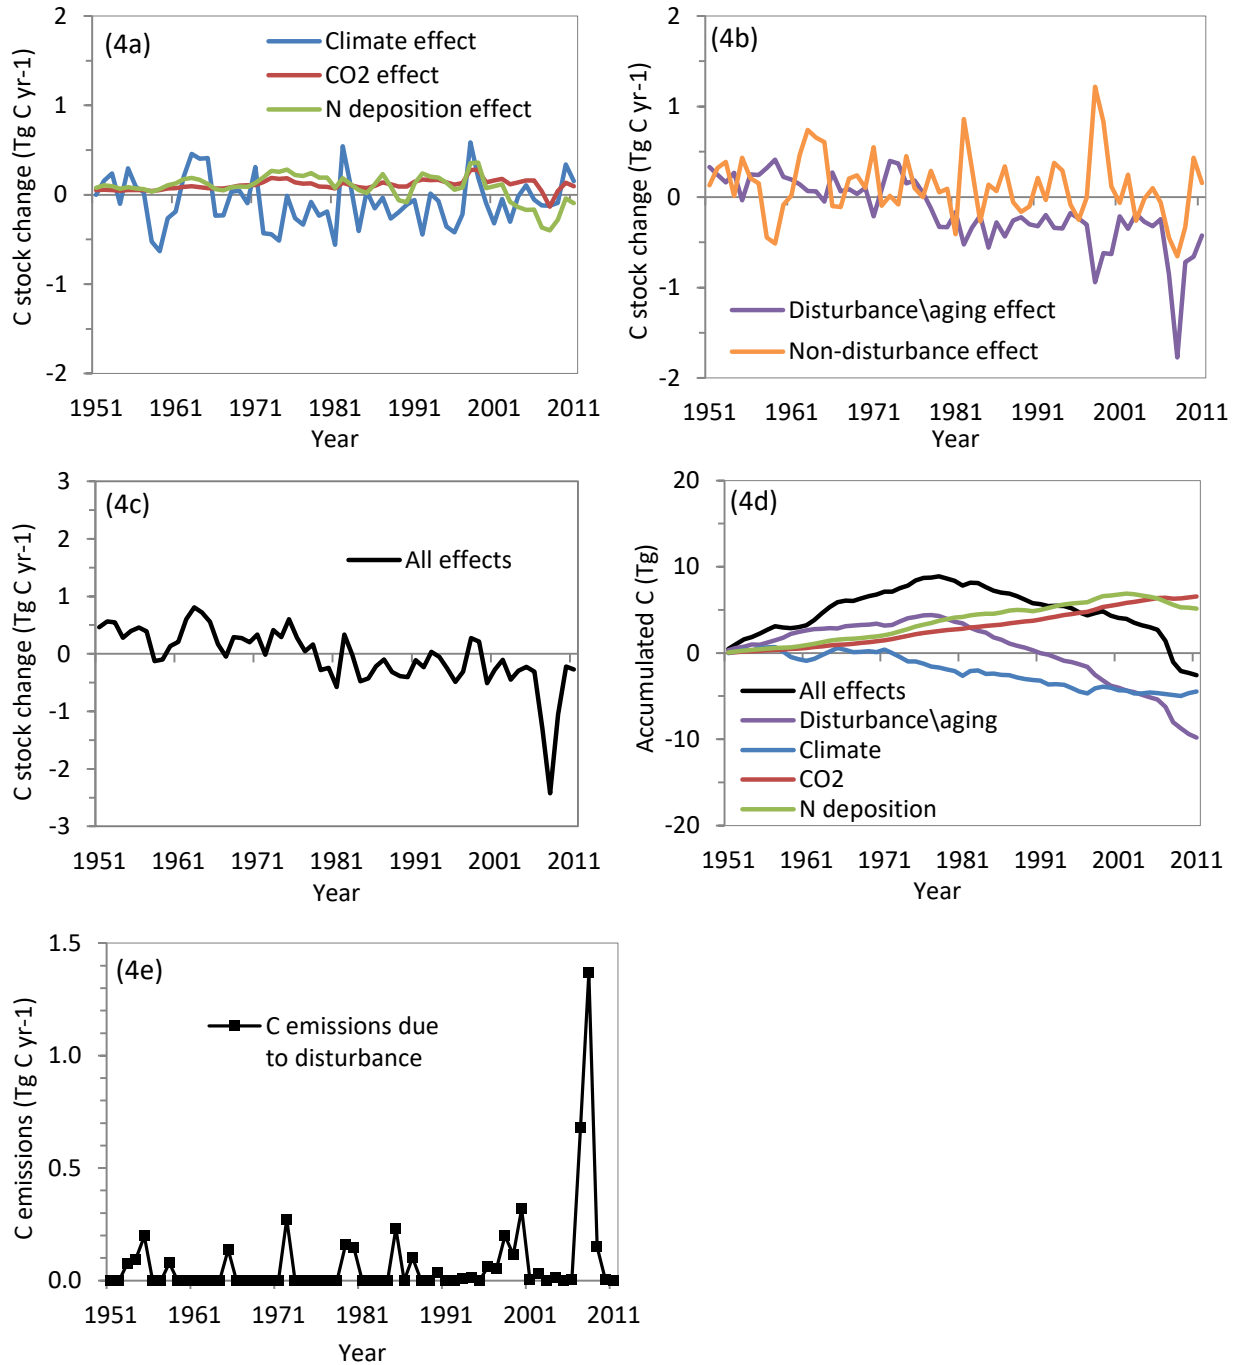 (4a)
C stock change (Tg C yr-1)
2
1
0
-1
-2
Climate effect
CO2 effect
N deposition effect
1951 1961 1971 1981 1991 2001 2011
Year
(4b)
C stock change (Tg C yr-1)
2
1
0
-1
-2
Disturbance\aging effect
Non-disturbance effect
1951 1961 1971 1981 1991 2001 2011
Year
(4c)
C stock change (Tg C yr-1)
3
2
1
0
-1
-2
-3
All effects
1951 1961 1971 1981 1991 2001 2011
Year
(4d)
Accumulated C (Tg)
20
10
0
-10
-20
All effects
Disturbance\aging
Climate
CO2
N deposition
1951 1961 1971 1981 1991 2001 2011
Year
(4e)
C emissions (Tg C yr-1)
1.5
1.0
0.5
0.0
C emissions due
to disturbance
1951 1961 1971 1981 1991 2001 2011
Year